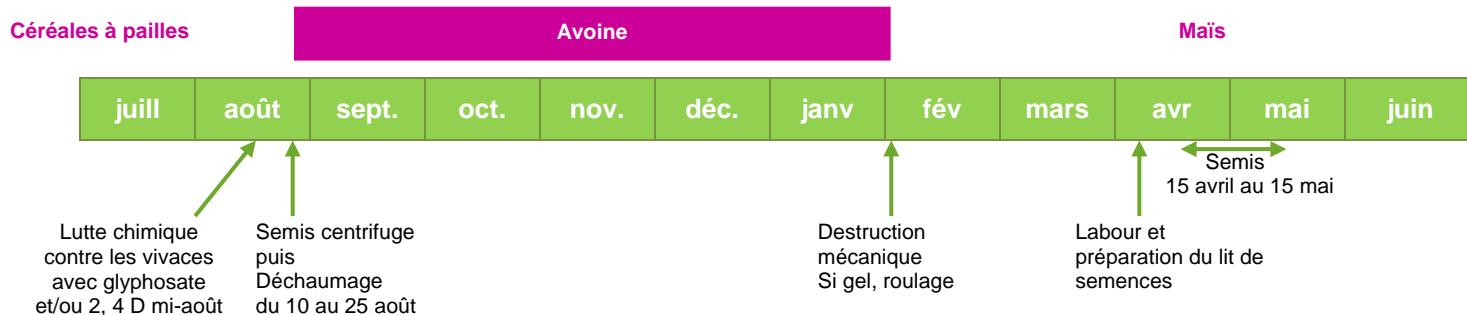 Céréales à pailles
Avoine
Maïs
juill août sept. oct. nov. déc. janv fév mars avr mai juin
Semis
15 avril au 15 mai
Lutte chimique
contre les vivaces
avec glyphosate
et/ou 2, 4 D mi-août
Semis centrifuge
puis
Déchaumage
du 10 au 25 août
Destruction
mécanique
Si gel, roulage
Labour et
préparation du lit de
semences